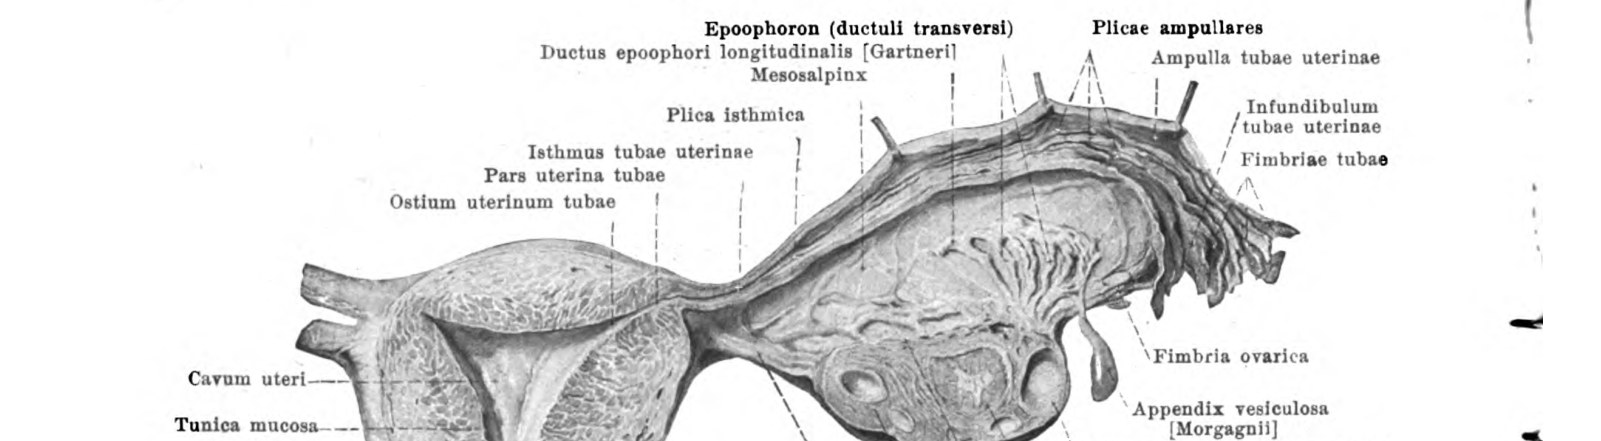 Epoophoron (ductuli transversi)
Plicae ampullares
Ductus epoophori longitudinalis [Gartneri]
Ampulla tubae uterinae
Mesosalpinx
Plica isthmica
Infundibulum
tubae uterinae
Isthmus tubae uterinae
Fimbriae tubae
Pars uterina tubae
Ostium uterinum tubae
Fimbria ovarica
Cavum uteri
Appendix vesiculosa
[Morgagnii]
Tunica mucosa